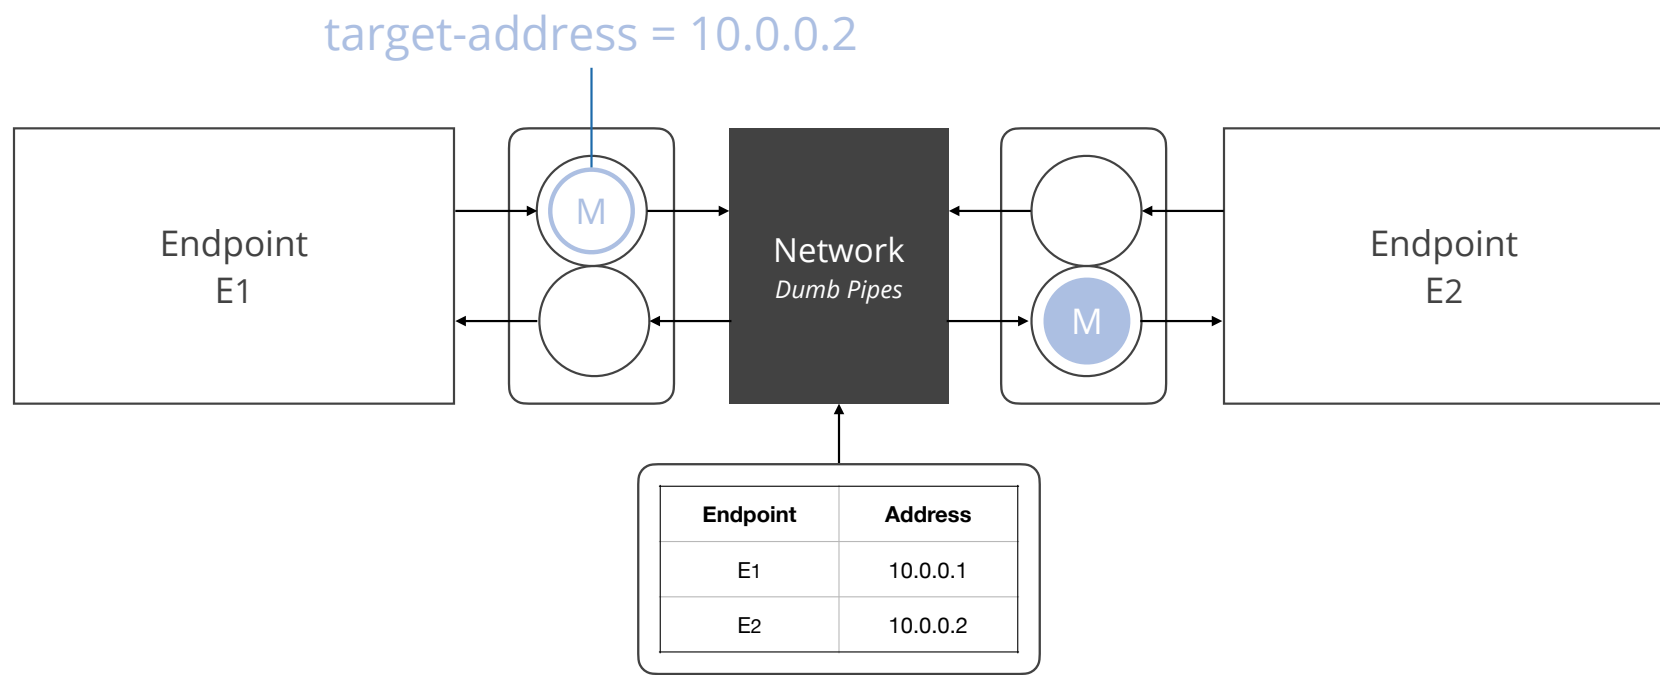 target-address = 10.0.0.2
Endpoint
E1
M
Network
Dumb Pipes
M
Endpoint
E2
Endpoint Address
E1 10.0.0.1
E2 10.0.0.2